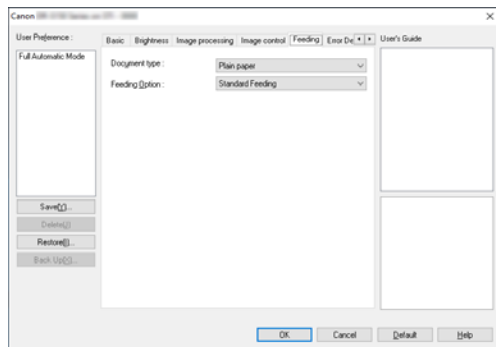 Canon
User Preference :
Full Automatic Mode
Save(Y)...
Delete(J)
Restore(I)...
Back Up(K)...
Basic Brightness Image processing Image control Feeding Error De
Document type : Plain paper
Feeding Option : Standard Feeding
User's Guide
OK Cancel Default Help